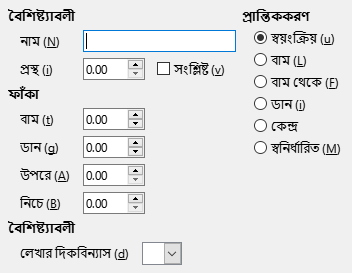 বৈশিষ্ট্যাবলী
নাম (N)
প্রস্থ (i) 0.00 সংশ্লিষ্ট (v)
ফাঁকা
বাম (t) 0.00
ডান (g) 0.00
উপরে (A) 0.00
নিচে (B) 0.00
বৈশিষ্ট্যাবলী
লেখার দিকবিন্যাস (d)
প্রান্তিককরণ
স্বয়ংক্রিয় (u)
বাম (L)
বাম থেকে (F)
ডান (i)
কেন্দ্র
স্বনির্ধারিত (M)